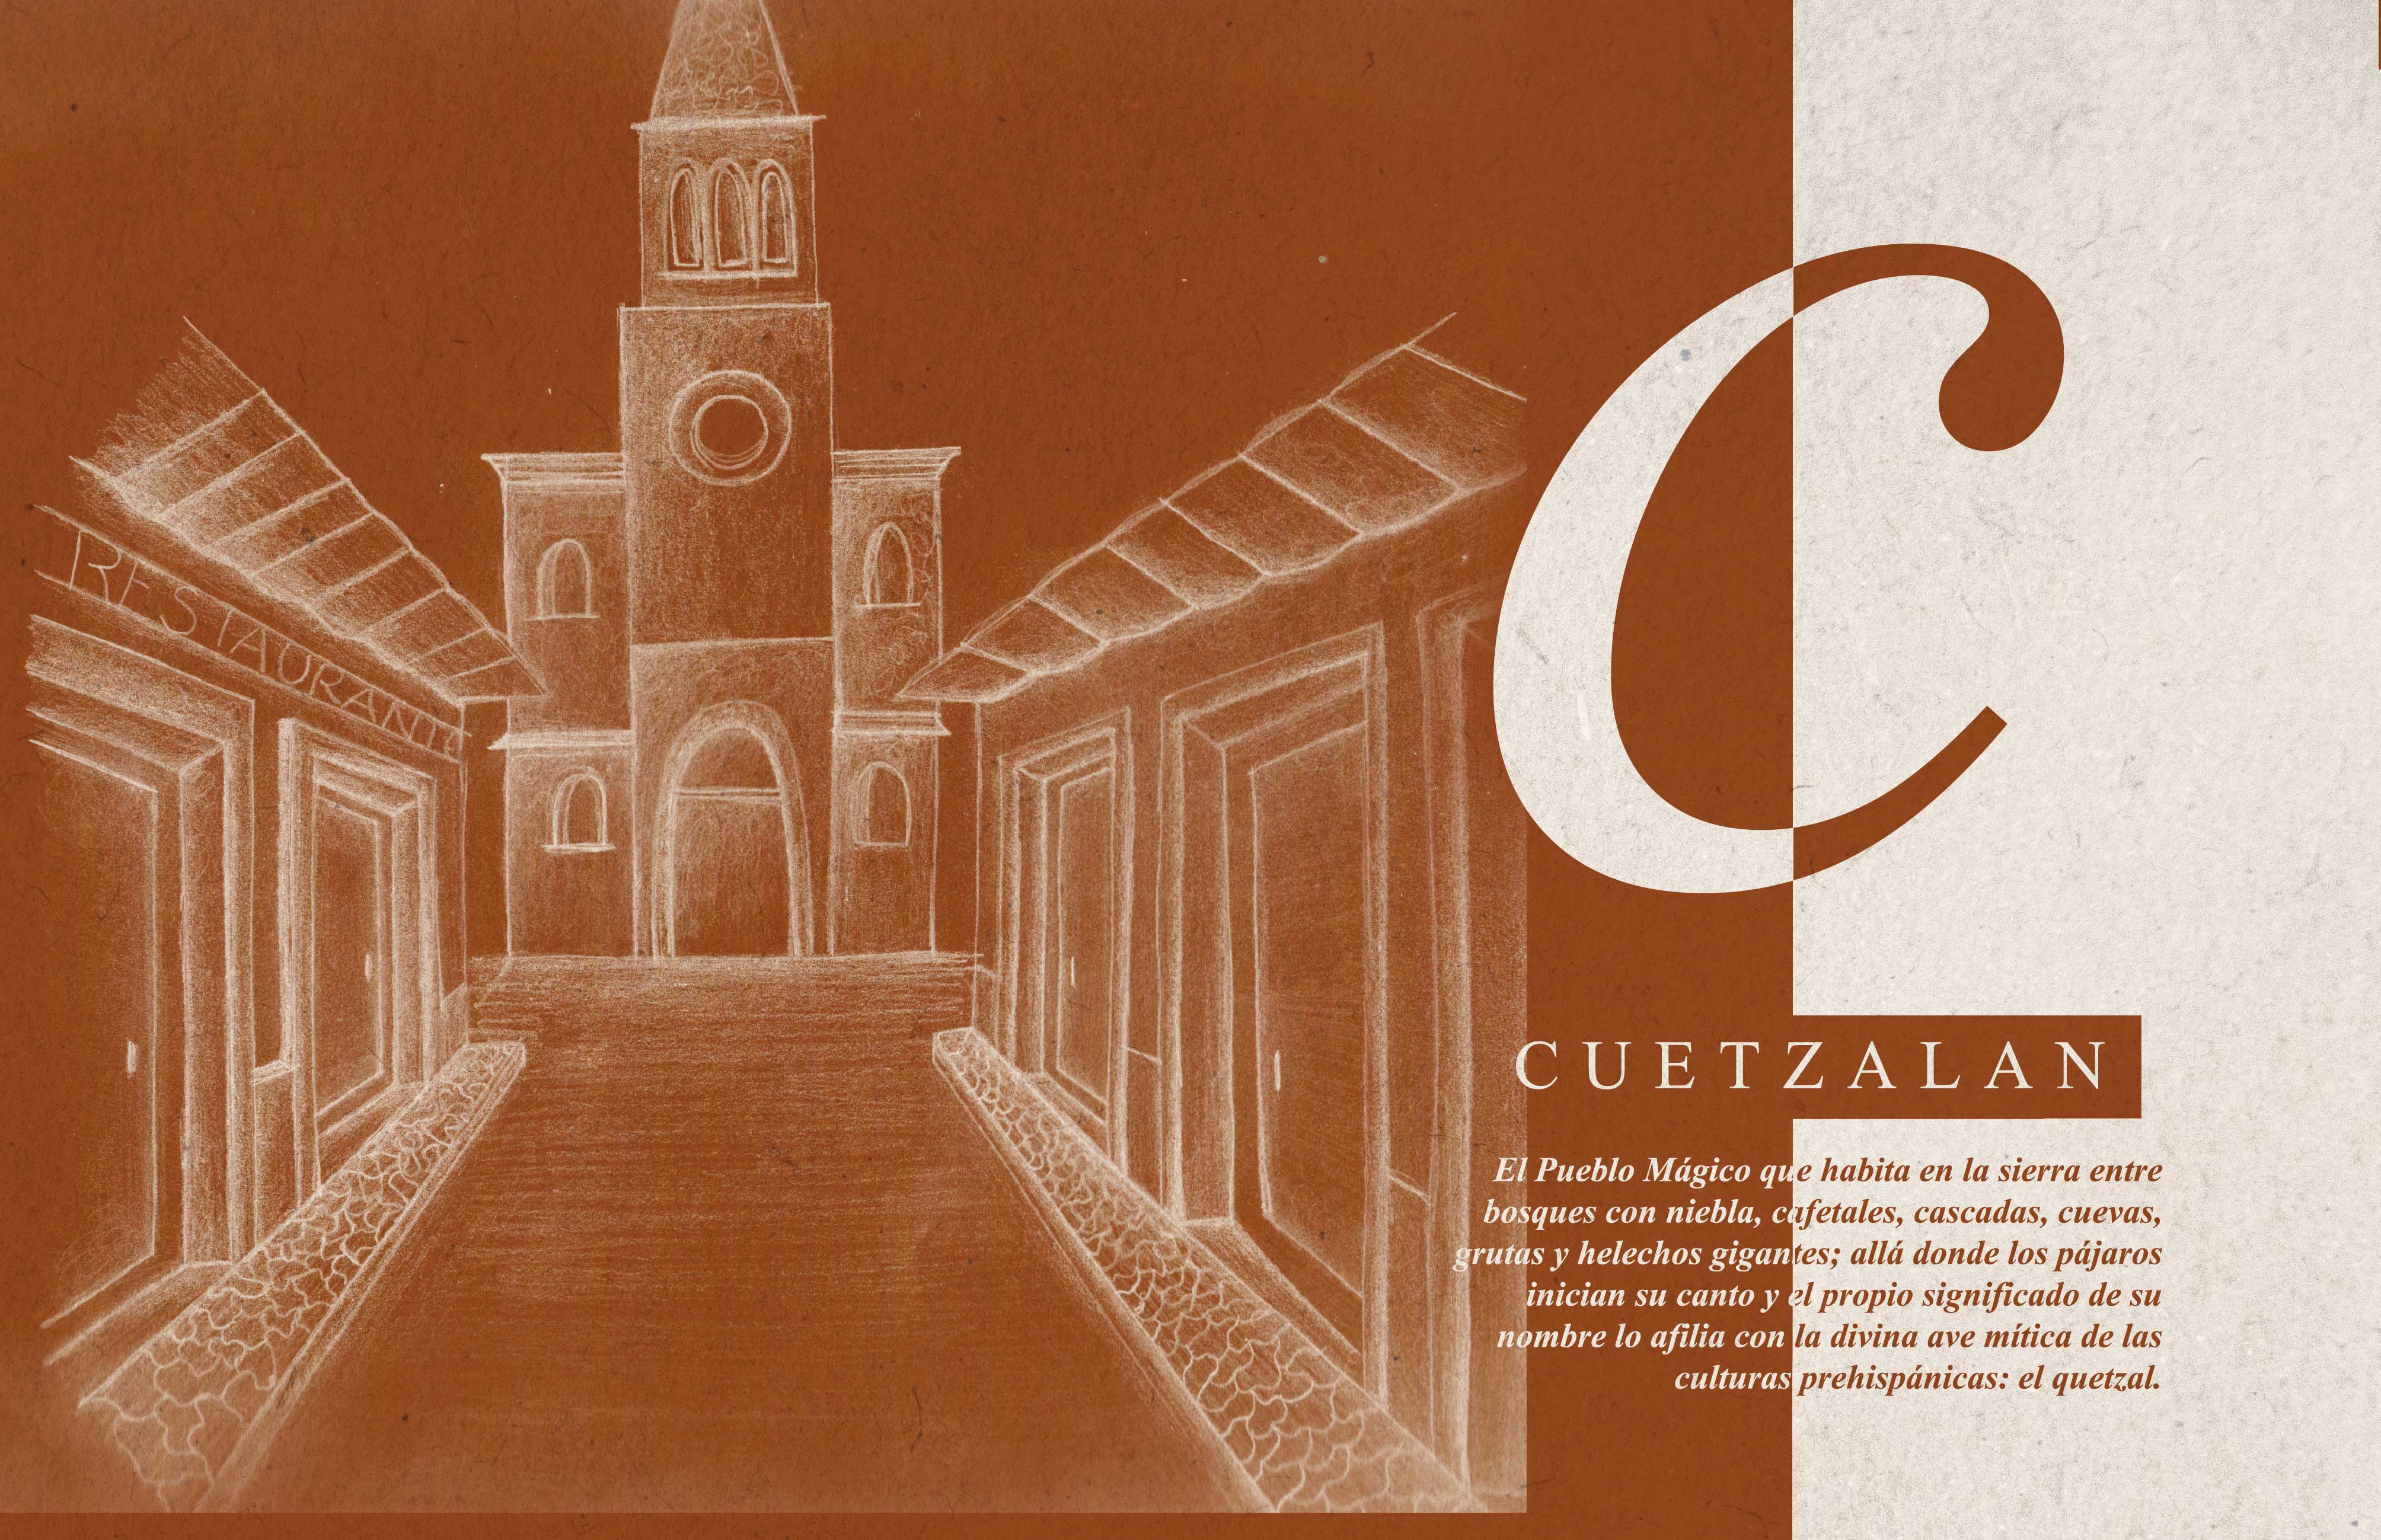 RESTAURANTE
C
CUETZALAN
El Pueblo Mágico que habita en la sierra entre
bosques con niebla, cafetales, cascadas, cuevas,
grutas y helechos gigantes; allá donde los pájaros
inician su canto y el propio significado de su
nombre lo afilia con la divina ave mítica de las
culturas prehispánicas: el quetzal.